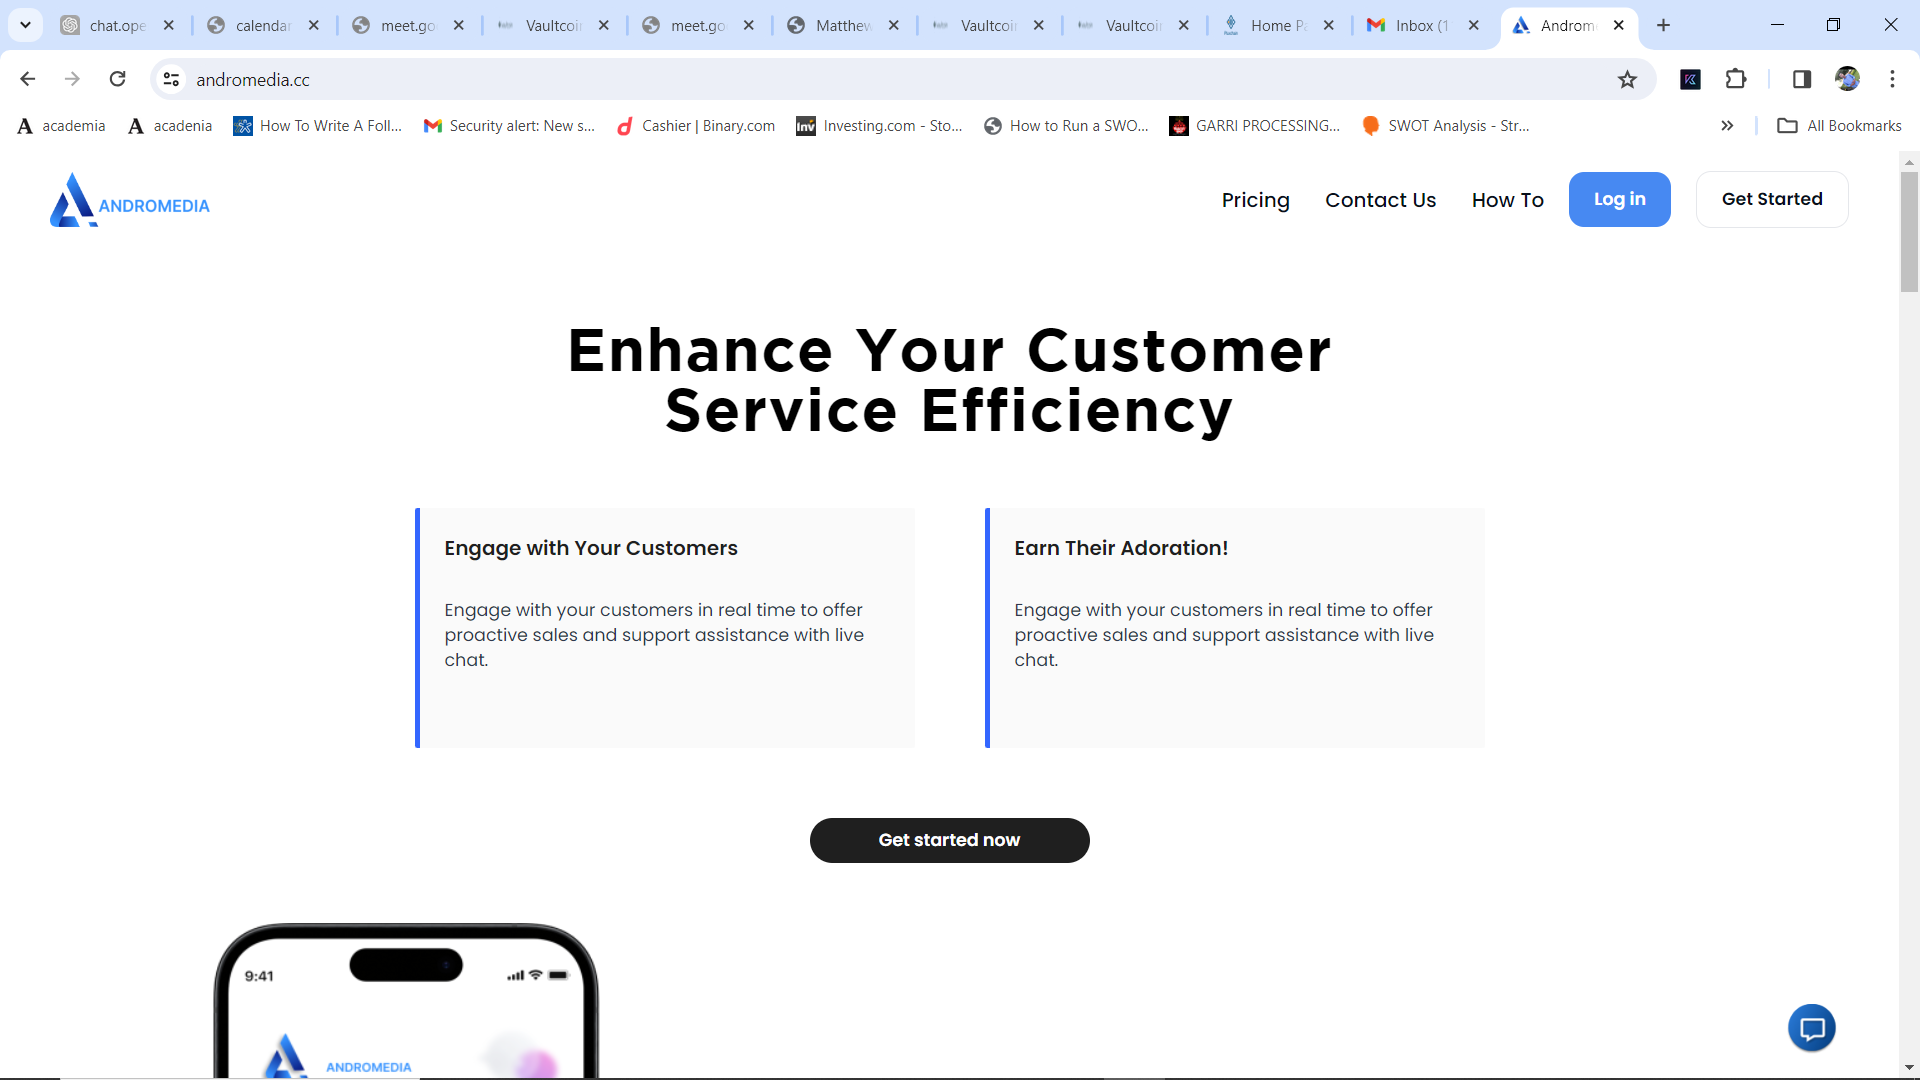 chat.ope
calendar
meet.go
Vaultcoi
meet.go
Matthew
Vaultcoi
Vaultcoi
Home Pa
Inbox (1
Androm
andromedia.cc
academia
acadenia
How To Write A Foll...
Security alert: New s...
Cashier | Binary.com
Investing.com - Sto...
How to Run a SWO...
GARRI PROCESSING...
SWOT Analysis - Str...
All Bookmarks
ANDROMEDIA
Pricing
Contact Us
How To
Log in
Get Started
Enhance Your Customer
Service Efficiency
Engage with Your Customers
Engage with your customers in real time to offer
proactive sales and support assistance with live
chat.
Earn Their Adoration!
Engage with your customers in real time to offer
proactive sales and support assistance with live
chat.
Get started now
9:41
ANDROMEDIA